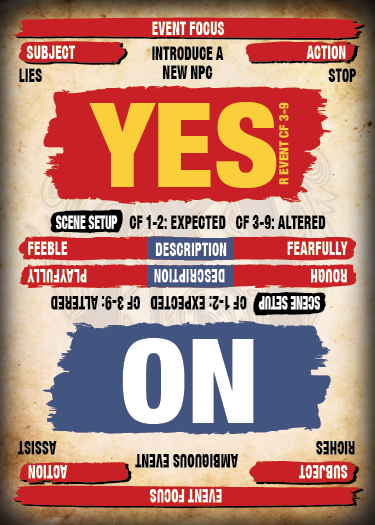 EVENT FOCUS
SUBJECT INTRODUCE A ACTION
LIES NEW NPC STOP
YES
R EVENT CF 3-9
SCENE SETUP CF 1-2: EXPECTED CF 3-9: ALTERED
FEEBLE DESCRIPTION FEARFULLY
EVENT FOCUS
SUBJECT AMBIGUOUS EVENT ACTION
RICHES ASSIST
NO
SCENE SETUP CF 1-2: EXPECTED CF 3-9: ALTERED
ROUGH DESCRIPTION PLAYFULLY